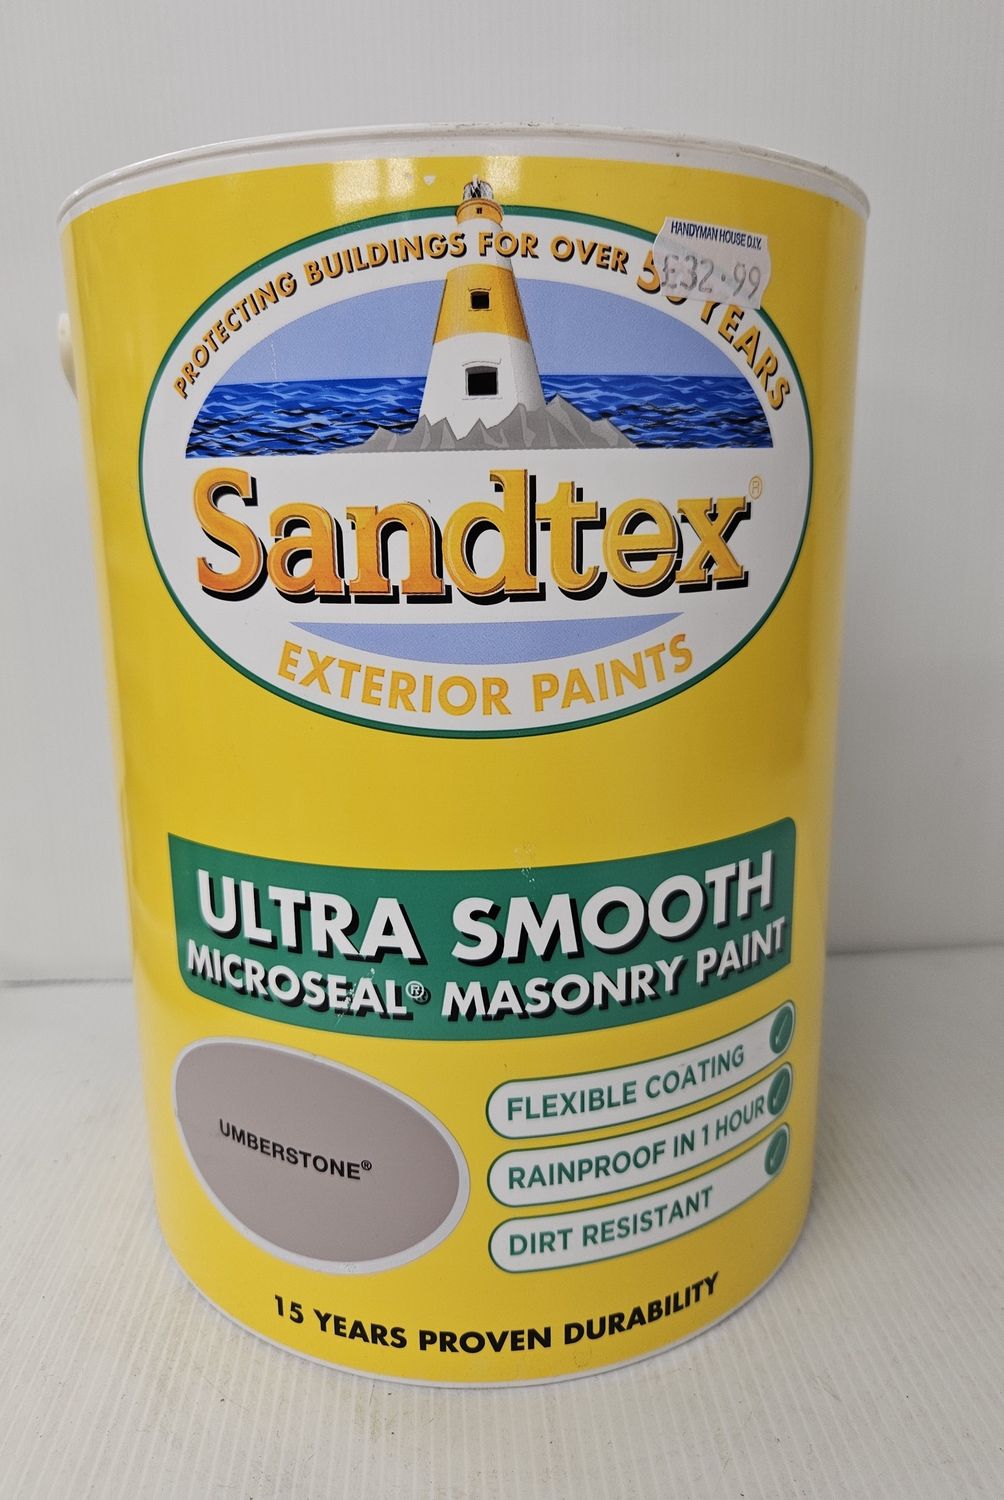 PROTECTING BUILDINGS FOR OVER YEARS
HANDYMAN HOUSE D.I.Y.
£32.99
Sandtex®
EXTERIOR PAINTS
ULTRA SMOOTH
MICROSEAL® MASONRY PAINT
UMBERSTONE®
FLEXIBLE COATING
RAINPROOF IN 1 HOUR
DIRT RESISTANT
15 YEARS PROVEN DURABILITY